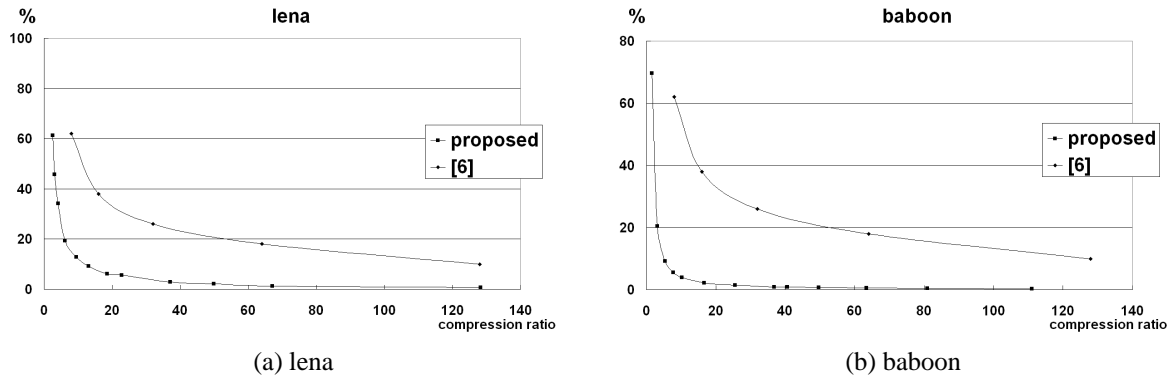 % lena
100
80
60
40
20
0
0 20 40 60 80 100 120 140
compression ratio
proposed
[6]
(a) lena
% baboon
80
60
40
20
0
0 20 40 60 80 100 120 140
compression ratio
proposed
[6]
(b) baboon